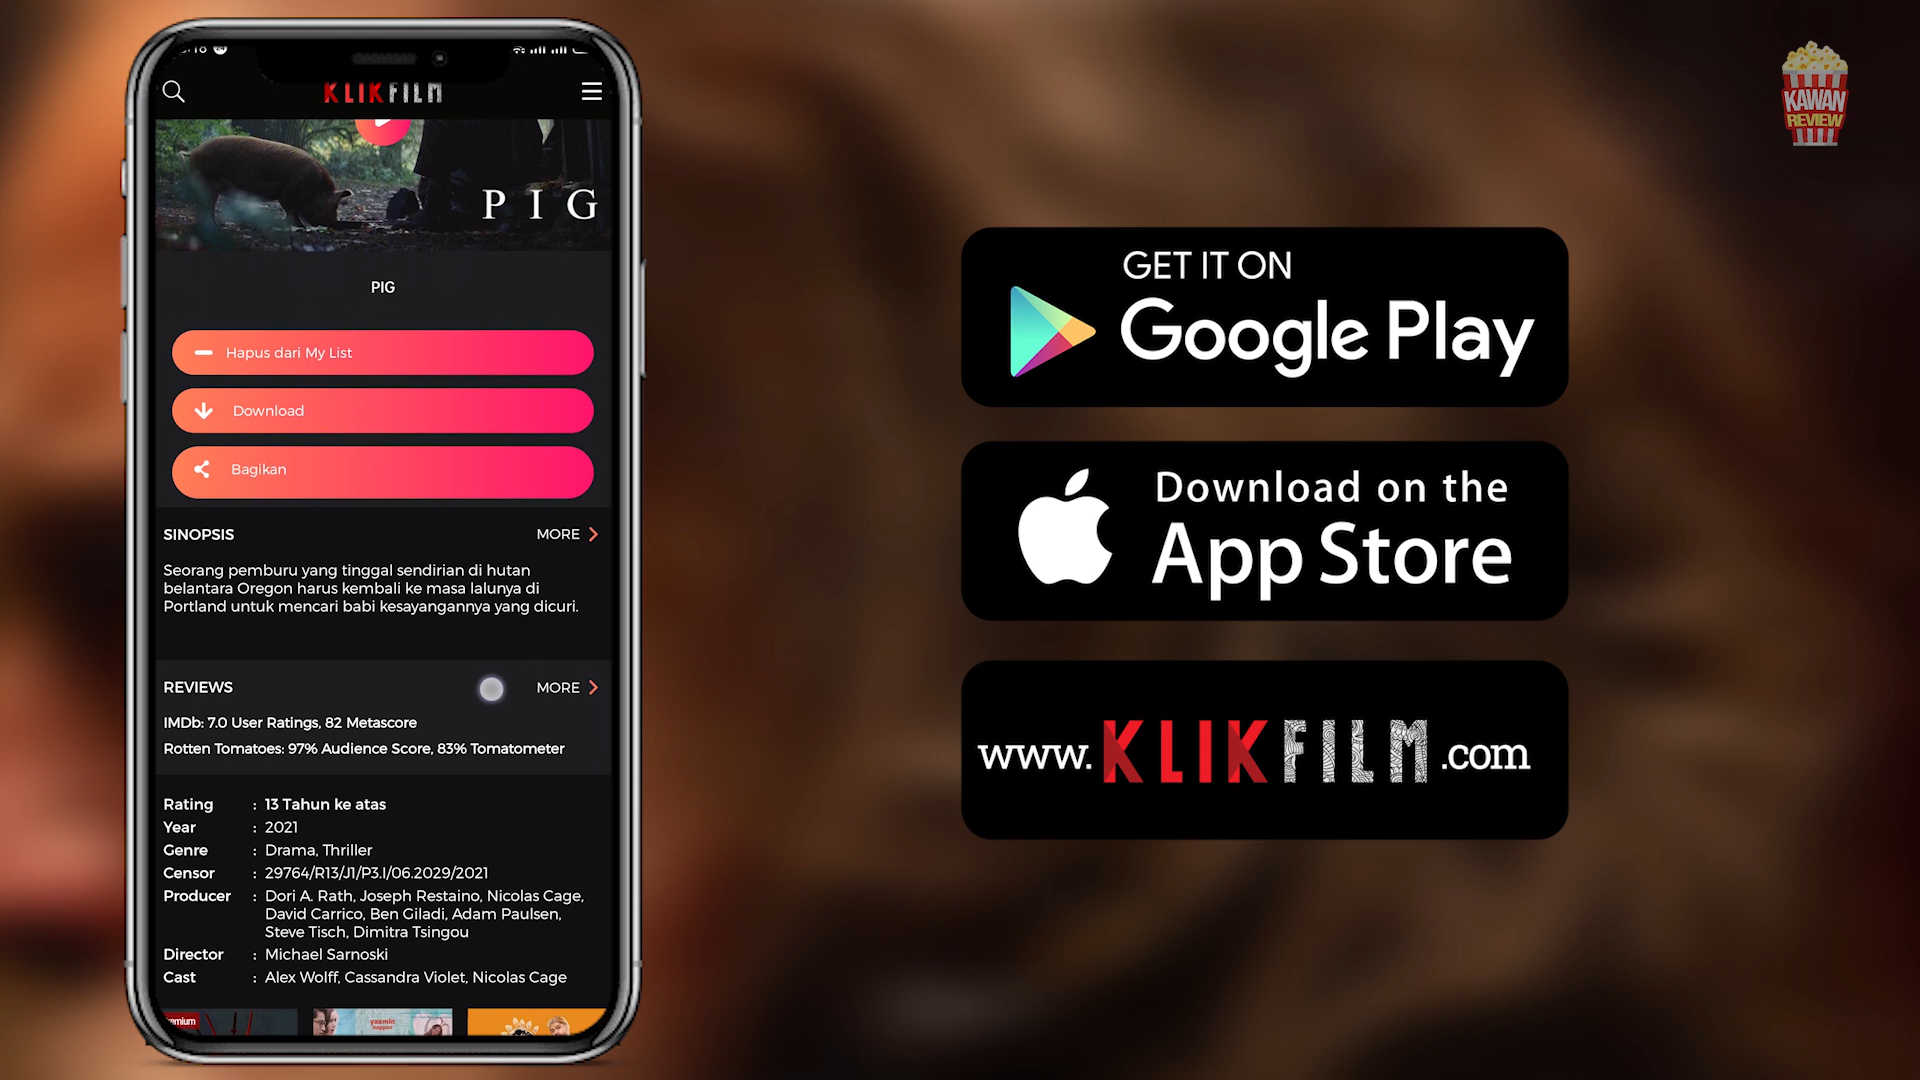 KLIKFILM
PIG
PIG
Hapus dari My List
Download
Bagikan
SINOPSIS
MORE
Seorang pemburu yang tinggal sendirian di hutan
belantara Oregon harus kembali ke masa lalunya di
Portland untuk mencari babi kesayangannya yang dicuri.
REVIEWS
MORE
IMDb: 7.0 User Ratings, 82 Metascore
Rotten Tomatoes: 97% Audience Score, 83% Tomatometer
Rating : 13 Tahun ke atas
Year : 2021
Genre : Drama, Thriller
Censor : 29764/R13/J1/P3.I/06.2029/2021
Producer : Dori A. Rath, Joseph Restaino, Nicolas Cage,
David Carrico, Ben Giladi, Adam Paulsen,
Steve Tisch, Dimitra Tsingou
Director : Michael Sarnoski
Cast : Alex Wolff, Cassandra Violet, Nicolas Cage
yasmin
napper
GET IT ON
Google Play
Download on the
App Store
www.KLIKFILM.com
KAWAN
REVIEW